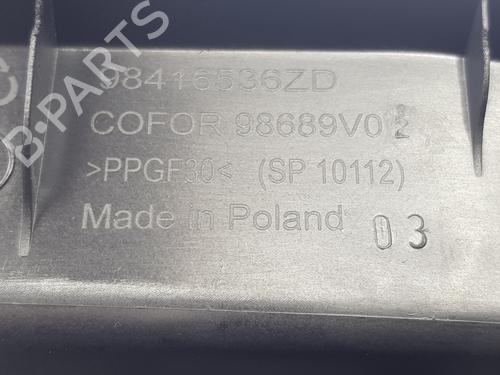 98416536ZD
COFOR 98689V0 2
>PPGF30< (SP 10112)
Made in Poland
03
B-PARTS